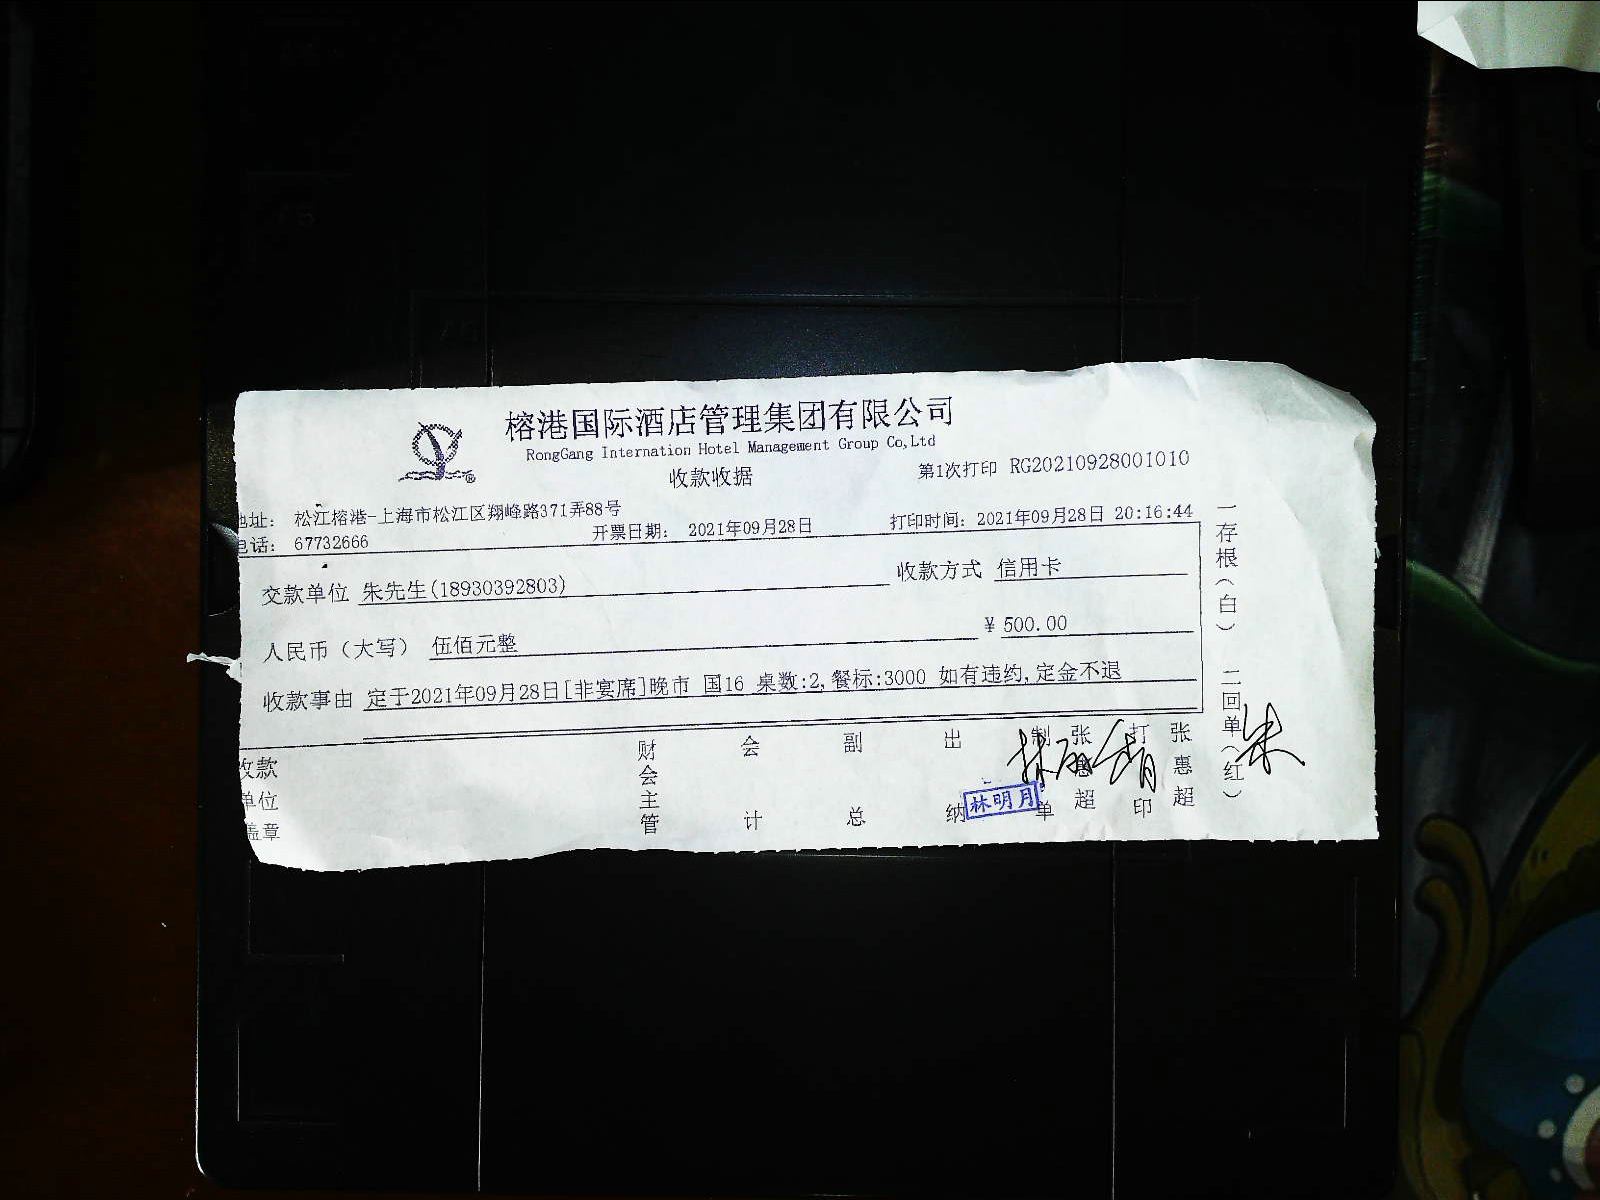 榕港国际酒店管理集团有限公司
RongGang Internation Hotel Management Group Co,Ltd
收款收据
第1次打印 RG20210928001010
地址： 松江榕港-上海市松江区翔峰路371弄88号
电话： 67732666
开票日期： 2021年09月28日
打印时间：2021年09月28日 20:16:44
交款单位 朱先生(18930392803)
收款方式 信用卡
人民币（大写） 伍佰元整
¥ 500.00
收款事由 定于2021年09月28日[非宴席]晚市 国16 桌数:2,餐标:3000 如有违约,定金不退
收款
单位
盖章
财会主管
会计
副总
出纳
林明月
制单
张惠超
打印
张惠超
一存根（白） 二回单（红）
朱